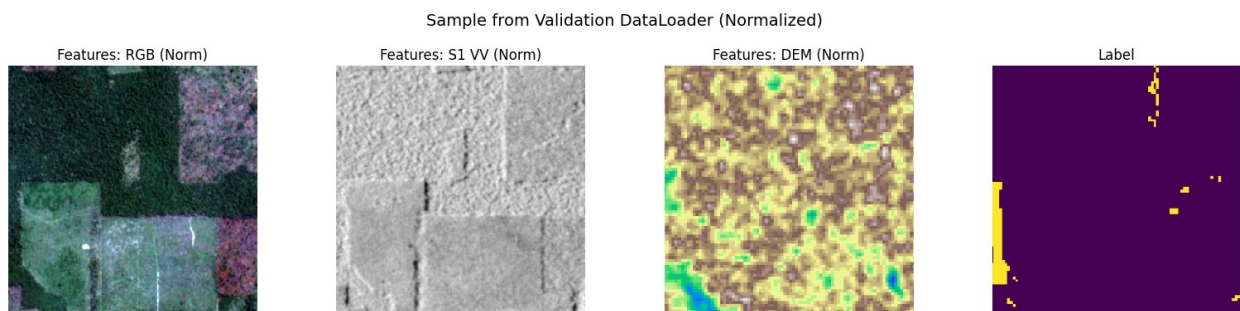 Sample from Validation DataLoader (Normalized)
Features: RGB (Norm)
Features: S1 VV (Norm)
Features: DEM (Norm)
Label